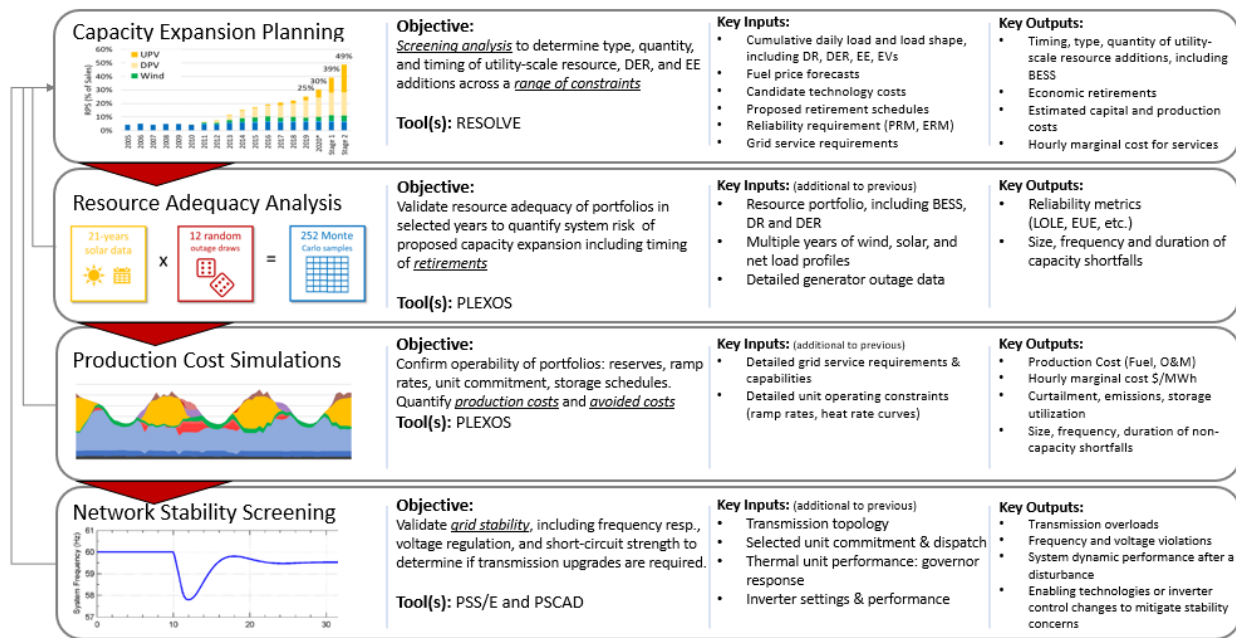 Capacity Expansion Planning
60%
50%
40%
30%
20%
10%
0%
RPS (% of Sales)
UPV
DPV
Wind
25%
30%
39%
49%
2005
2006
2007
2008
2009
2010
2011
2012
2013
2014
2015
2016
2017
2018
2019
2020*
Stage 1
Stage 2
Objective:
Screening analysis to determine type, quantity,
and timing of utility-scale resource, DER, and EE
additions across a range of constraints
Tool(s): RESOLVE
Key Inputs:
• Cumulative daily load and load shape,
including DR, DER, EE, EVs
• Fuel price forecasts
• Candidate technology costs
• Proposed retirement schedules
• Reliability requirement (PRM, ERM)
• Grid service requirements
Key Outputs:
• Timing, type, quantity of utility-
scale resource additions, including
BESS
• Economic retirements
• Estimated capital and production
costs
• Hourly marginal cost for services
Resource Adequacy Analysis
21-years
solar data
x
12 random
outage draws
=
252 Monte
Carlo samples
Objective:
Validate resource adequacy of portfolios in
selected years to quantify system risk of
proposed capacity expansion including timing
of retirements
Tool(s): PLEXOS
Key Inputs: (additional to previous)
• Resource portfolio, including BESS,
DR and DER
• Multiple years of wind, solar, and
net load profiles
• Detailed generator outage data
Key Outputs:
• Reliability metrics
(LOLE, EUE, etc.)
• Size, frequency and duration of
capacity shortfalls
Production Cost Simulations
Objective:
Confirm operability of portfolios: reserves, ramp
rates, unit commitment, storage schedules.
Quantify production costs and avoided costs
Tool(s): PLEXOS
Key Inputs: (additional to previous)
• Detailed grid service requirements &
capabilities
• Detailed unit operating constraints
(ramp rates, heat rate curves)
Key Outputs:
• Production Cost (Fuel, O&M)
• Hourly marginal cost $/MWh
• Curtailment, emissions, storage
utilization
• Size, frequency, duration of non-
capacity shortfalls
Network Stability Screening
System Frequency (Hz)
61
60
59
58
57
0
10
20
30
Objective:
Validate grid stability, including frequency resp.,
voltage regulation, and short-circuit strength to
determine if transmission upgrades are required.
Tool(s): PSS/E and PSCAD
Key Inputs: (additional to previous)
• Transmission topology
• Selected unit commitment & dispatch
• Thermal unit performance: governor
response
• Inverter settings & performance
Key Outputs:
• Transmission overloads
• Frequency and voltage violations
• System dynamic performance after a
disturbance
• Enabling technologies or inverter
control changes to mitigate stability
concerns